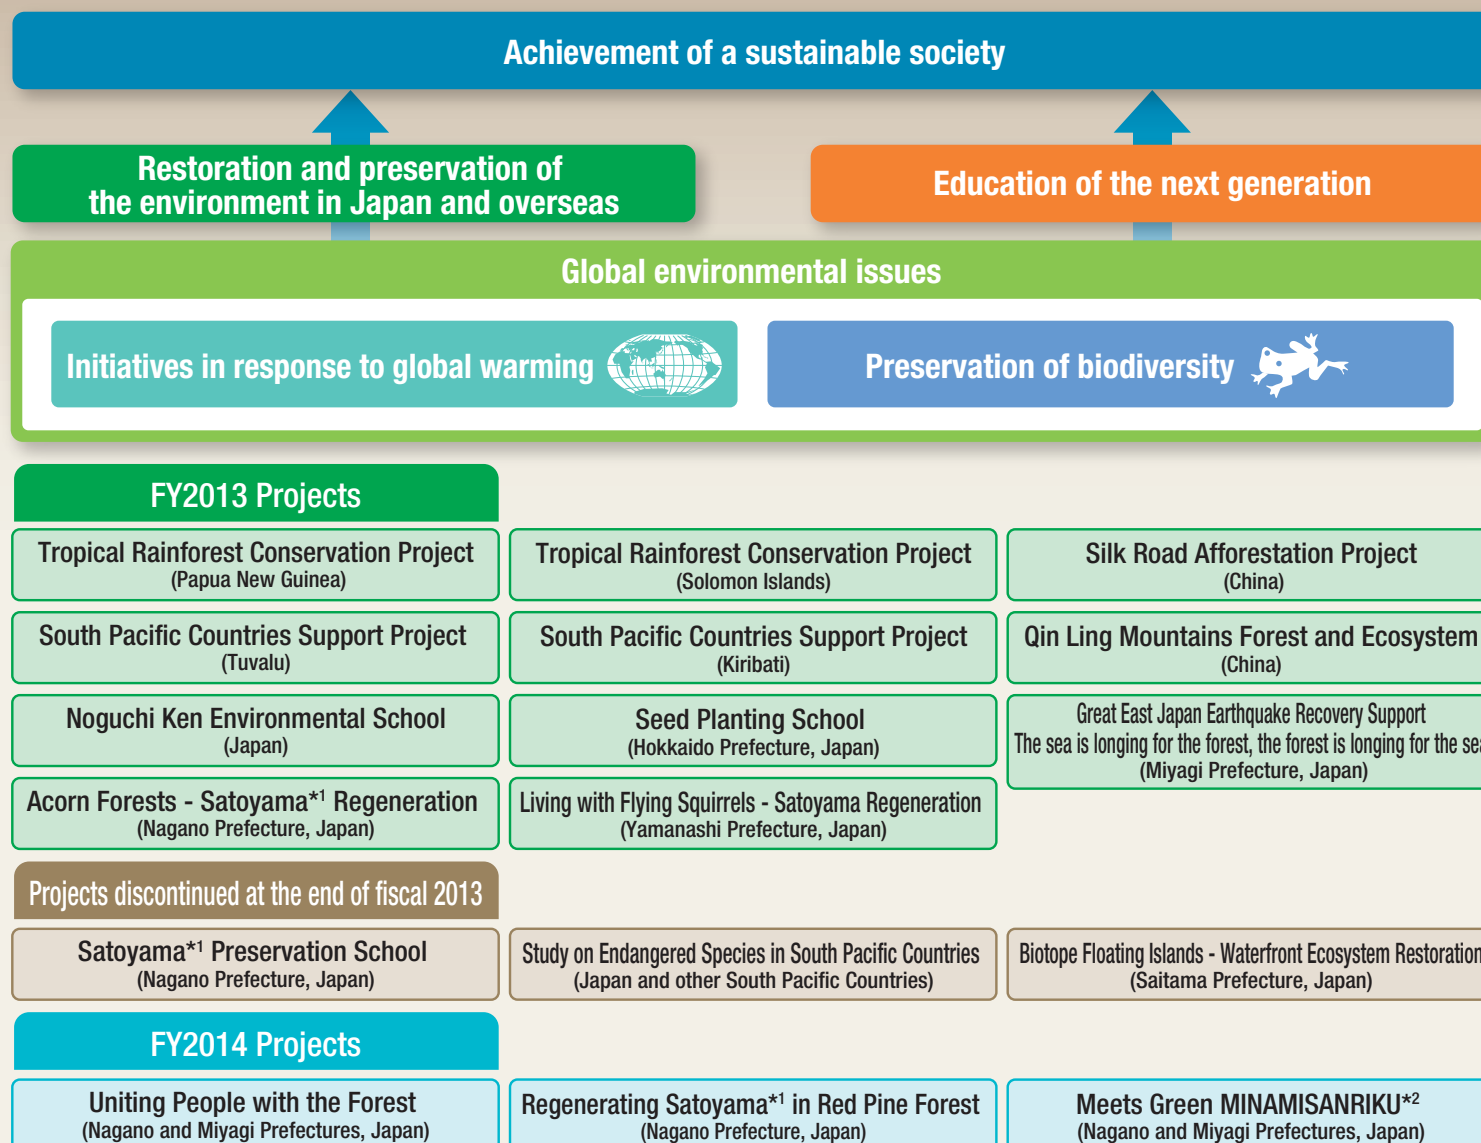 Achievement of a sustainable society
Restoration and preservation of
the environment in Japan and overseas
Education of the next generation
Global environmental issues
Initiatives in response to global warming
Preservation of biodiversity
FY2013 Projects
Tropical Rainforest Conservation Project
(Papua New Guinea)
Tropical Rainforest Conservation Project
(Solomon Islands)
Silk Road Afforestation Project
(China)
South Pacific Countries Support Project
(Tuvalu)
South Pacific Countries Support Project
(Kiribati)
Qin Ling Mountains Forest and Ecosystem
(China)
Noguchi Ken Environmental School
(Japan)
Seed Planting School
(Hokkaido Prefecture, Japan)
Great East Japan Earthquake Recovery Support
The sea is longing for the forest, the forest is longing for the sea
(Miyagi Prefecture, Japan)
Acorn Forests - Satoyama*1 Regeneration
(Nagano Prefecture, Japan)
Living with Flying Squirrels - Satoyama Regeneration
(Yamanashi Prefecture, Japan)
Projects discontinued at the end of fiscal 2013
Satoyama*1 Preservation School
(Nagano Prefecture, Japan)
Study on Endangered Species in South Pacific Countries
(Japan and other South Pacific Countries)
Biotope Floating Islands - Waterfront Ecosystem Restoration
(Saitama Prefecture, Japan)
FY2014 Projects
Uniting People with the Forest
(Nagano and Miyagi Prefectures, Japan)
Regenerating Satoyama*1 in Red Pine Forest
(Nagano Prefecture, Japan)
Meets Green MINAMISANRIKU*2
(Nagano and Miyagi Prefectures, Japan)